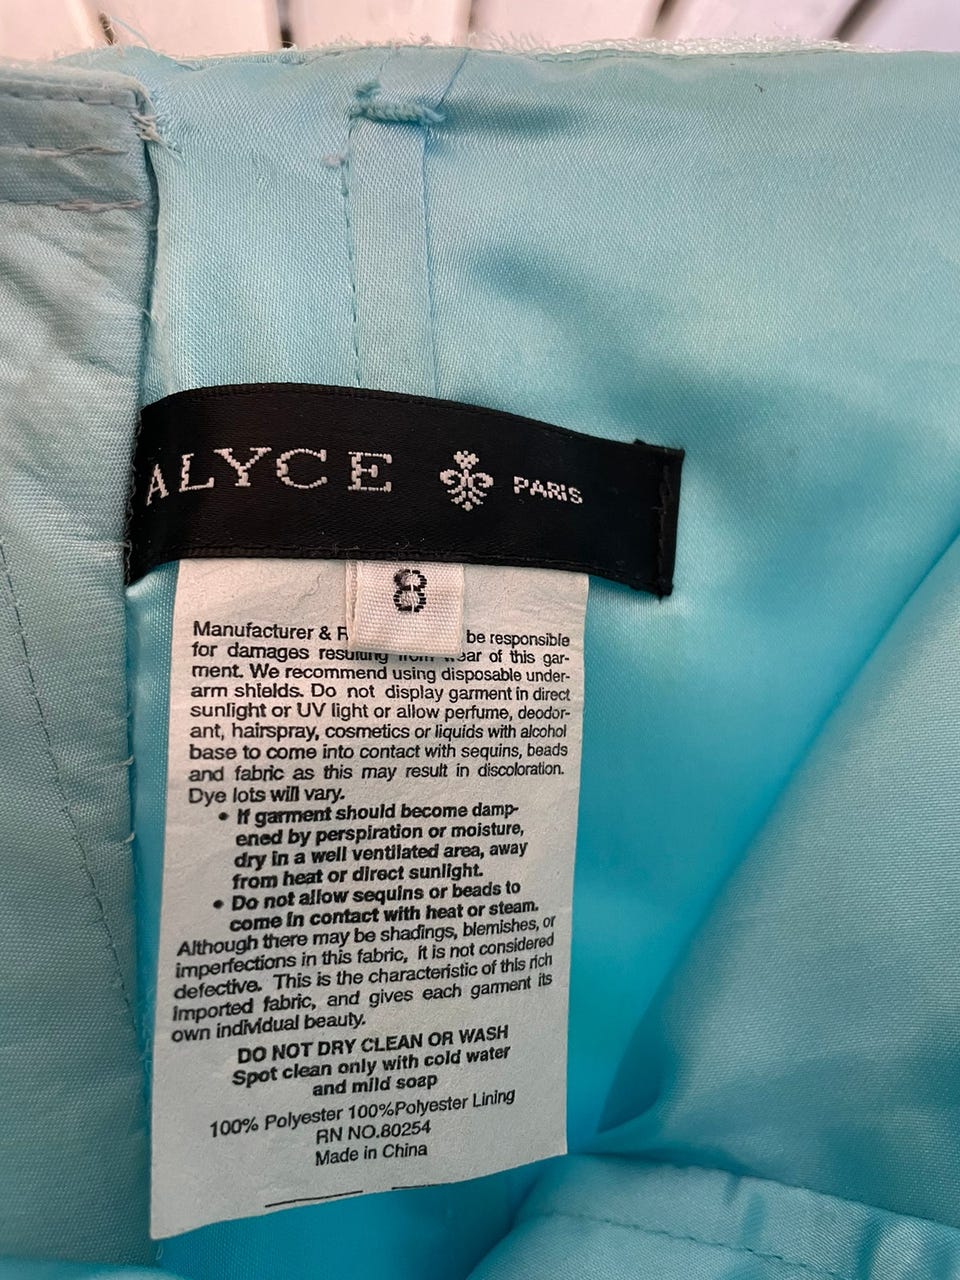 ALYCE PARIS
8
Manufacturer & be responsible
for damages resulting from wear of this gar-
ment. We recommend using disposable under-
arm shields. Do not display garment in direct
sunlight or UV light or allow perfume, deodor-
ant, hairspray, cosmetics or liquids with alcohol
base to come into contact with sequins, beads
and fabric as this may result in discoloration.
Dye lots will vary.
• If garment should become damp-
ened by perspiration or moisture,
dry in a well ventilated area, away
from heat or direct sunlight.
• Do not allow sequins or beads to
come in contact with heat or steam.
Although there may be shadings, blemishes, or
imperfections in this fabric, it is not considered
defective. This is the characteristic of this rich
imported fabric, and gives each garment its
own individual beauty.
DO NOT DRY CLEAN OR WASH
Spot clean only with cold water
and mild soap
100% Polyester 100%Polyester Lining
RN NO.80254
Made in China